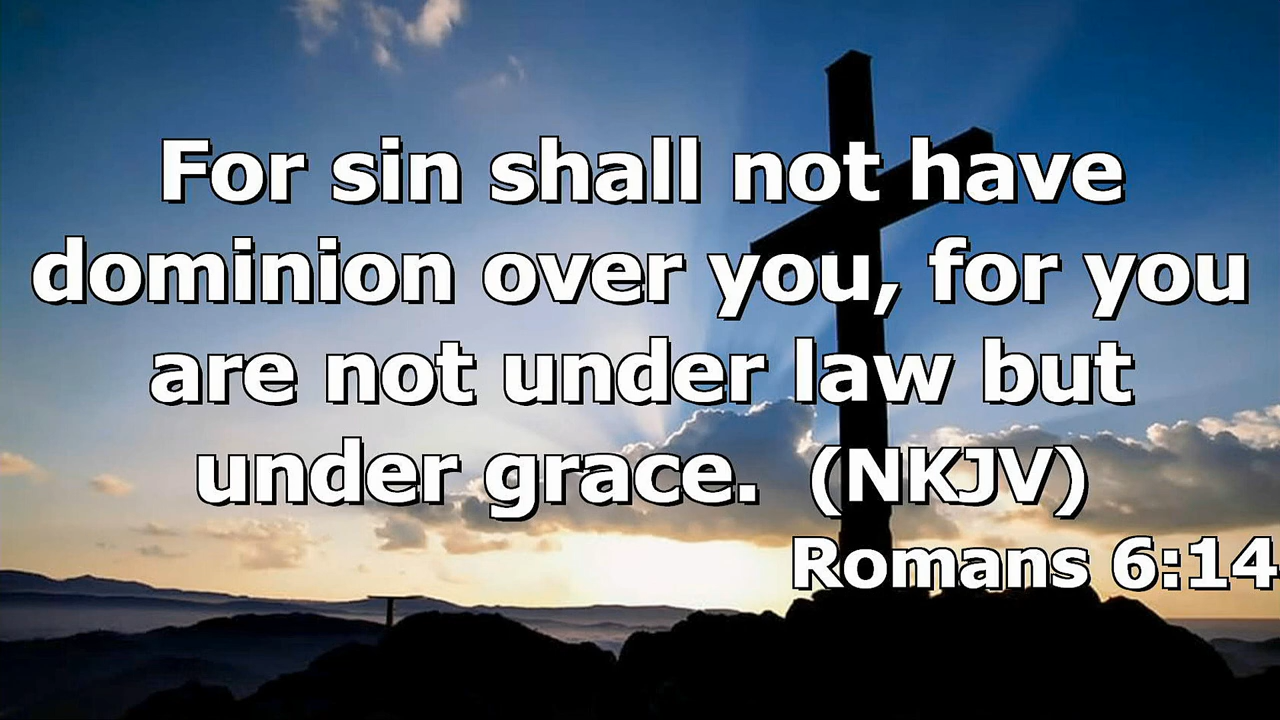 For sin shall not have
dominion over you, for you
are not under law but
under grace. (NKJV)
Romans 6:14